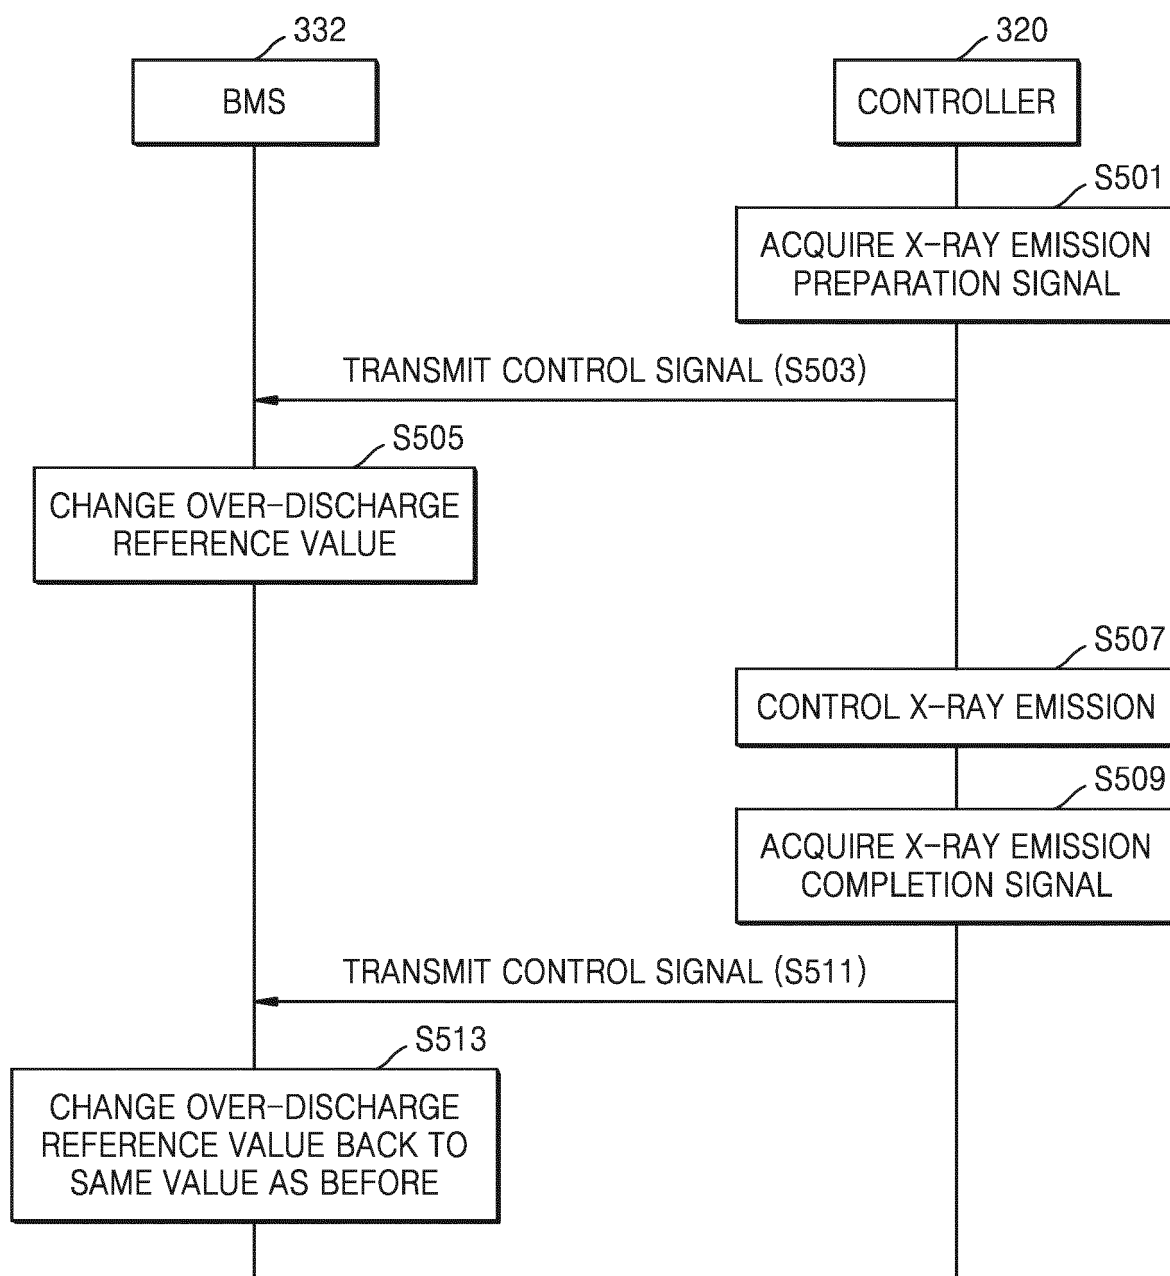 332
320
BMS
CONTROLLER
S501
ACQUIRE X-RAY EMISSION
PREPARATION SIGNAL
TRANSMIT CONTROL SIGNAL (S503)
S505
CHANGE OVER-DISCHARGE
REFERENCE VALUE
S507
CONTROL X-RAY EMISSION
S509
ACQUIRE X-RAY EMISSION
COMPLETION SIGNAL
TRANSMIT CONTROL SIGNAL (S511)
S513
CHANGE OVER-DISCHARGE
REFERENCE VALUE BACK TO
SAME VALUE AS BEFORE